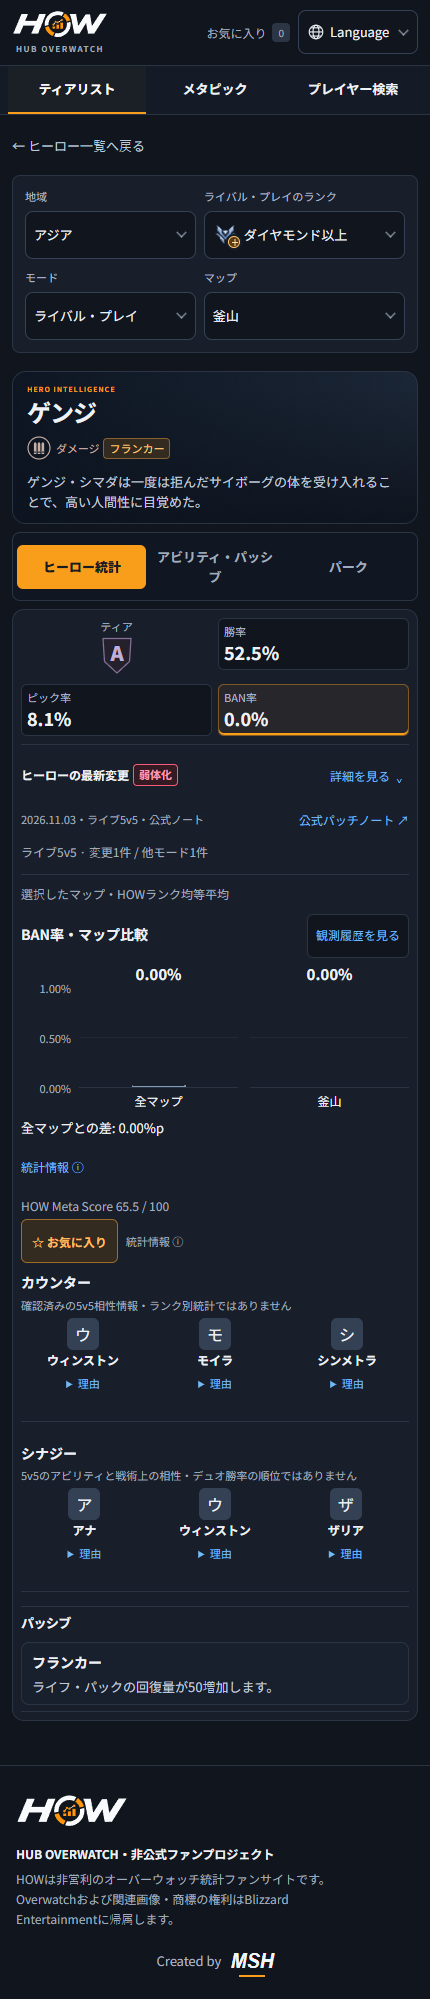 HOW
HUB OVERWATCH
お気に入り 0
Language
ティアリスト
メタピック
プレイヤー検索
← ヒーロー一覧へ戻る
地域
ライバル・プレイのランク
アジア
ダイヤモンド以上
モード
マップ
ライバル・プレイ
釜山
HERO INTELLIGENCE
ゲンジ
ダメージ フランカー
ゲンジ・シマダは一度は拒んだサイボーグの体を受け入れるこ
とで、高い人間性に目覚めた。
ヒーロー統計
アビリティ・パッシ
ブ
パーク
ティア
A
勝率
52.5%
ピック率
8.1%
BAN率
0.0%
ヒーローの最新変更 弱体化
詳細を見る ⌄
2026.11.03・ライブ5v5・公式ノート
公式パッチノート ↗
ライブ5v5 · 変更1件 / 他モード1件
選択したマップ・HOWランク均等平均
BAN率・マップ比較
観測履歴を見る
0.00%
0.00%
1.00%
0.50%
0.00%
全マップ
釜山
全マップとの差: 0.00%p
統計情報 ⓘ
HOW Meta Score 65.5 / 100
☆ お気に入り
統計情報 ⓘ
カウンター
確認済みの5v5相性情報・ランク別統計ではありません
ウ
モ
シ
ウィンストン
モイラ
シンメトラ
▶ 理由
▶ 理由
▶ 理由
シナジー
5v5のアビリティと戦術上の相性・デュオ勝率の順位ではありません
ア
ウ
ザ
アナ
ウィンストン
ザリア
▶ 理由
▶ 理由
▶ 理由
パッシブ
フランカー
ライフ・パックの回復量が50増加します。
HOW
HUB OVERWATCH・非公式ファンプロジェクト
HOWは非営利のオーバーウォッチ統計ファンサイトです。
Overwatchおよび関連画像・商標の権利はBlizzard
Entertainmentに帰属します。
Created by MSH